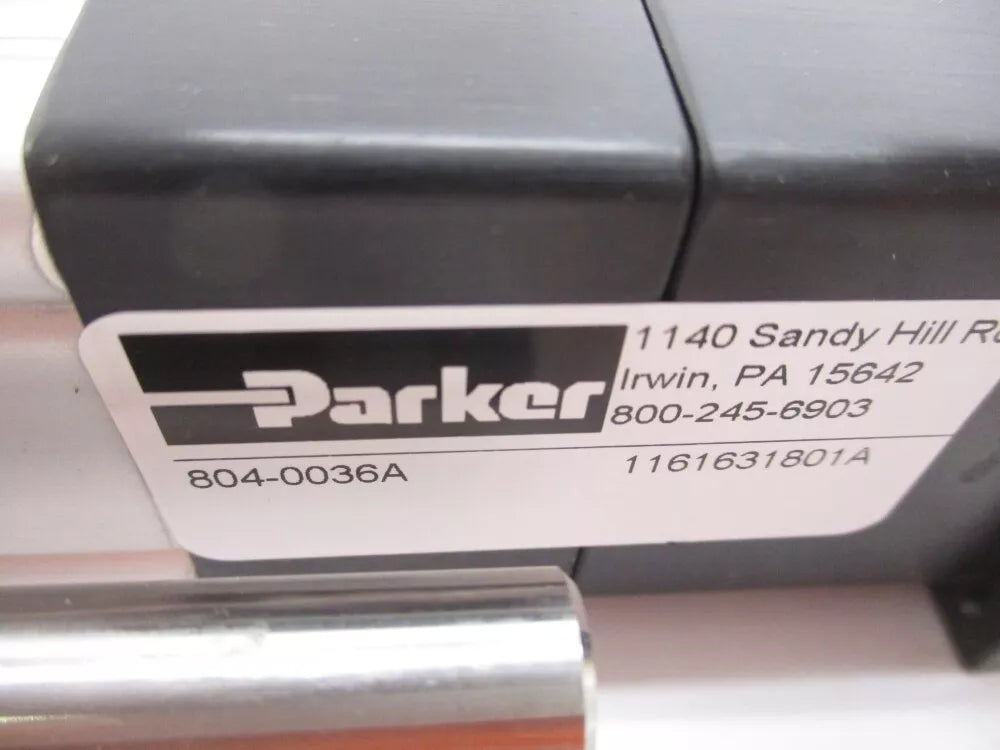 Parker
1140 Sandy Hill
Irwin, PA 15642
800-245-6903
804-0036A
1161631801A